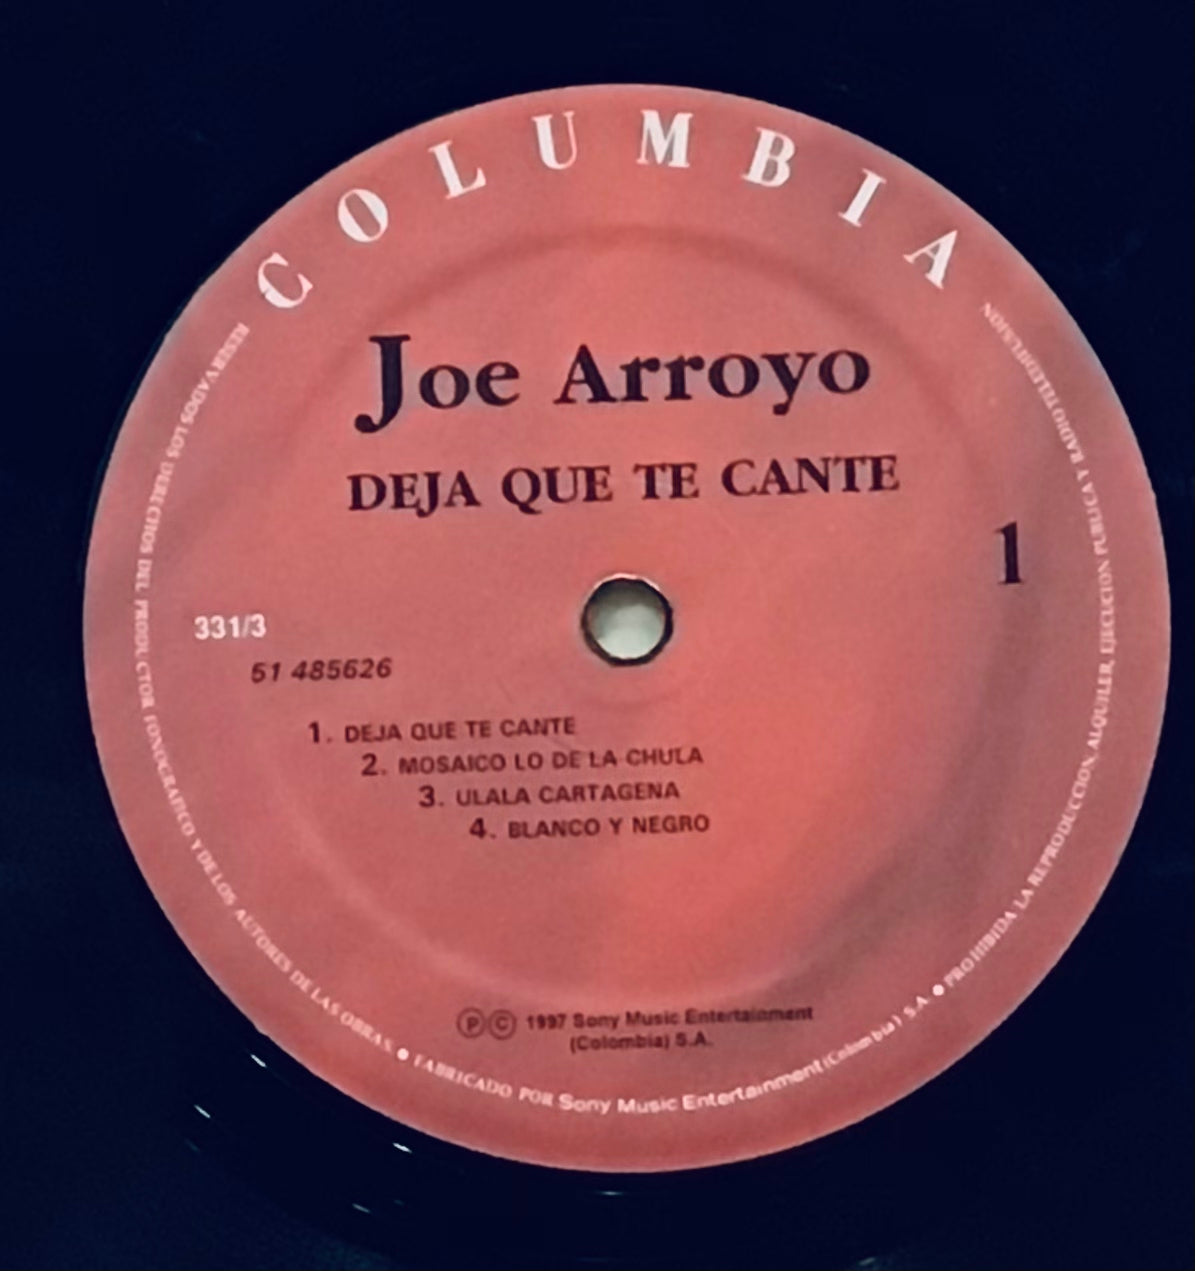 COLUMBIA
Joe Arroyo
DEJA QUE TE CANTE
1
331/3
51 485626
1. DEJA QUE TE CANTE
2. MOSAICO LO DE LA CHULA
3. ULALA CARTAGENA
4. BLANCO Y NEGRO
ⓅⒸ 1997 Sony Music Entertainment
(Colombia) S.A.
RESERVADOS LOS DERECHOS DEL PRODUCTOR FONOGRAFICO Y DE LOS AUTORES DE LAS OBRAS ● FABRICADO POR Sony Music Entertainment (Colombia) S.A. ● PROHIBIDA LA REPRODUCCION, ALQUILER, EJECUCION PUBLICA Y RADIOTELEDIFUSION